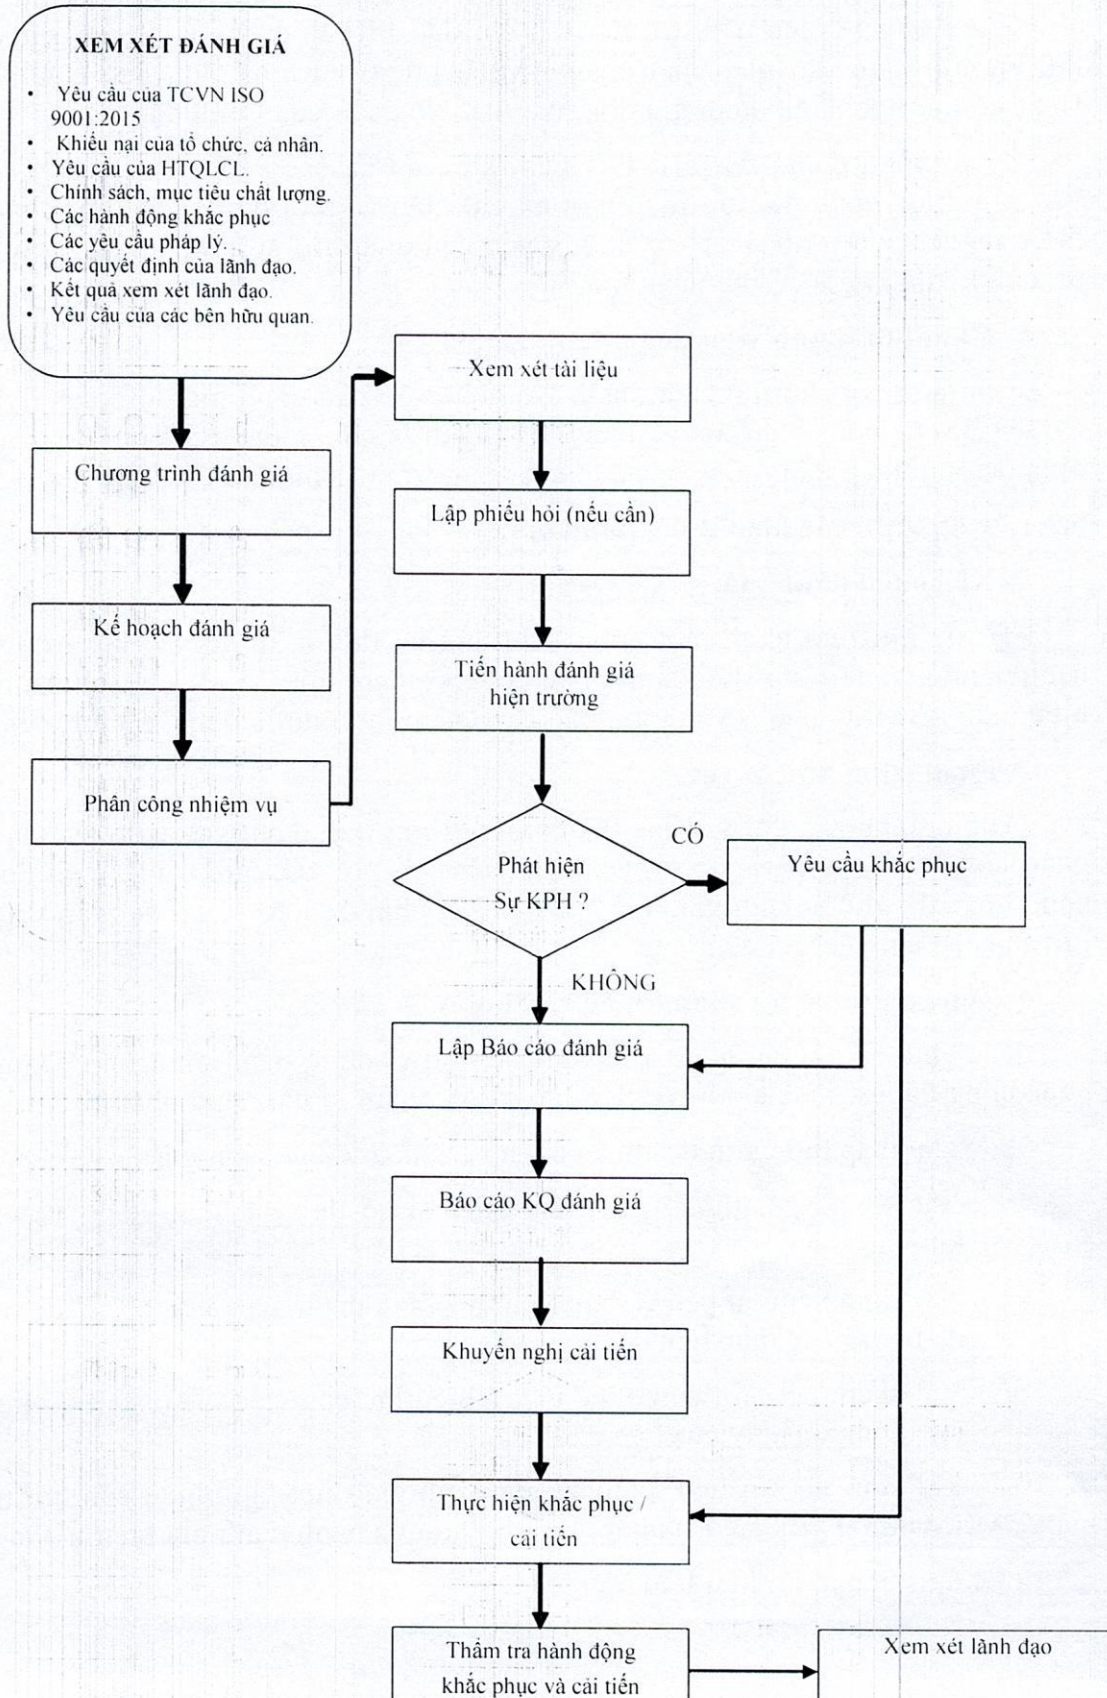 XEM XÉT ĐÁNH GIÁ
• Yêu cầu của TCVN ISO
9001:2015
• Khiếu nại của tổ chức, cá nhân.
• Yêu cầu của HTQLCL.
• Chính sách, mục tiêu chất lượng.
• Các hành động khắc phục
• Các yêu cầu pháp lý.
• Các quyết định của lãnh đạo.
• Kết quả xem xét lãnh đạo.
• Yêu cầu của các bên hữu quan.
Chương trình đánh giá
Kế hoạch đánh giá
Phân công nhiệm vụ
Xem xét tài liệu
Lập phiếu hỏi (nếu cần)
Tiến hành đánh giá
hiện trường
Phát hiện
Sự KPH ?
CÓ
Yêu cầu khắc phục
KHÔNG
Lập Báo cáo đánh giá
Báo cáo KQ đánh giá
Khuyến nghị cải tiến
Thực hiện khắc phục /
cải tiến
Thẩm tra hành động
khắc phục và cải tiến
Xem xét lãnh đạo